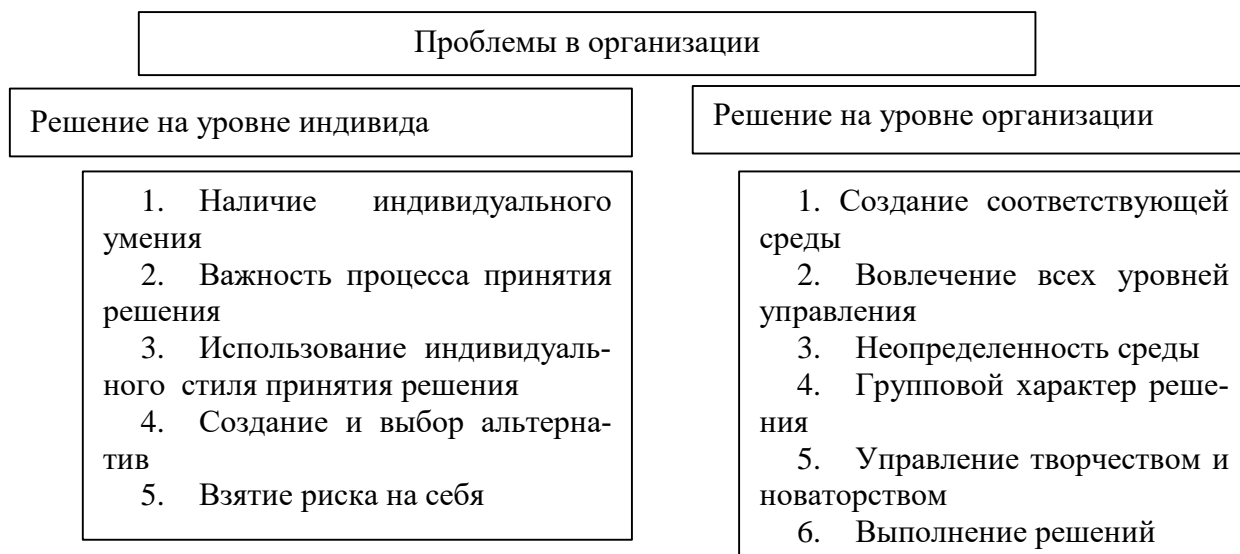 Проблемы в организации
Решение на уровне индивида
1. Наличие индивидуального
умения
2. Важность процесса принятия
решения
3. Использование индивидуаль-
ного стиля принятия решения
4. Создание и выбор альтерна-
тив
5. Взятие риска на себя
Решение на уровне организации
1. Создание соответствующей
среды
2. Вовлечение всех уровней
управления
3. Неопределенность среды
4. Групповой характер реше-
ния
5. Управление творчеством и
новаторством
6. Выполнение решений